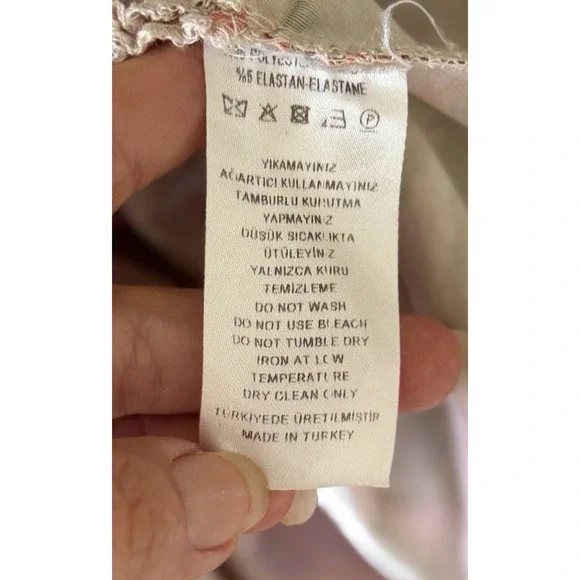 POLYESTE
%5 ELASTAN-ELASTANE
P
YIKAMAYINIZ
AĞARTICI KULLANMAYINIZ
TAMBURLU KURUTMA
YAPMAYINIZ
DÜŞÜK SICAKLIKTA
ÜTÜLEYİNİZ
YALNIZCA KURU
TEMİZLEME
DO NOT WASH
DO NOT USE BLEACH
DO NOT TUMBLE DRY
IRON AT LOW
TEMPERATURE
DRY CLEAN ONLY
TÜRKİYEDE ÜRETİLMİŞTİR
MADE IN TURKEY